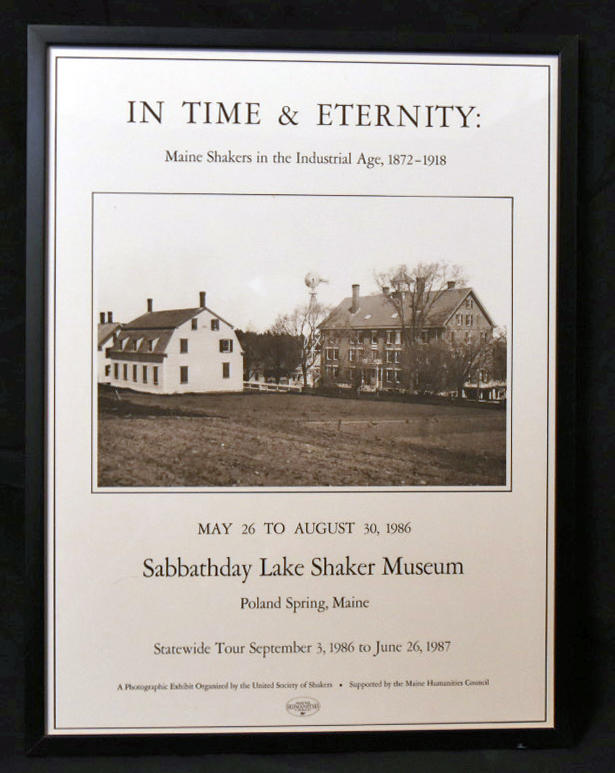 IN TIME & ETERNITY:
Maine Shakers in the Industrial Age, 1872–1918
MAY 26 TO AUGUST 30, 1986
Sabbathday Lake Shaker Museum
Poland Spring, Maine
Statewide Tour September 3, 1986 to June 26, 1987
A Photographic Exhibit Organized by the United Society of Shakers • Supported by the Maine Humanities Council
HUMANITIES